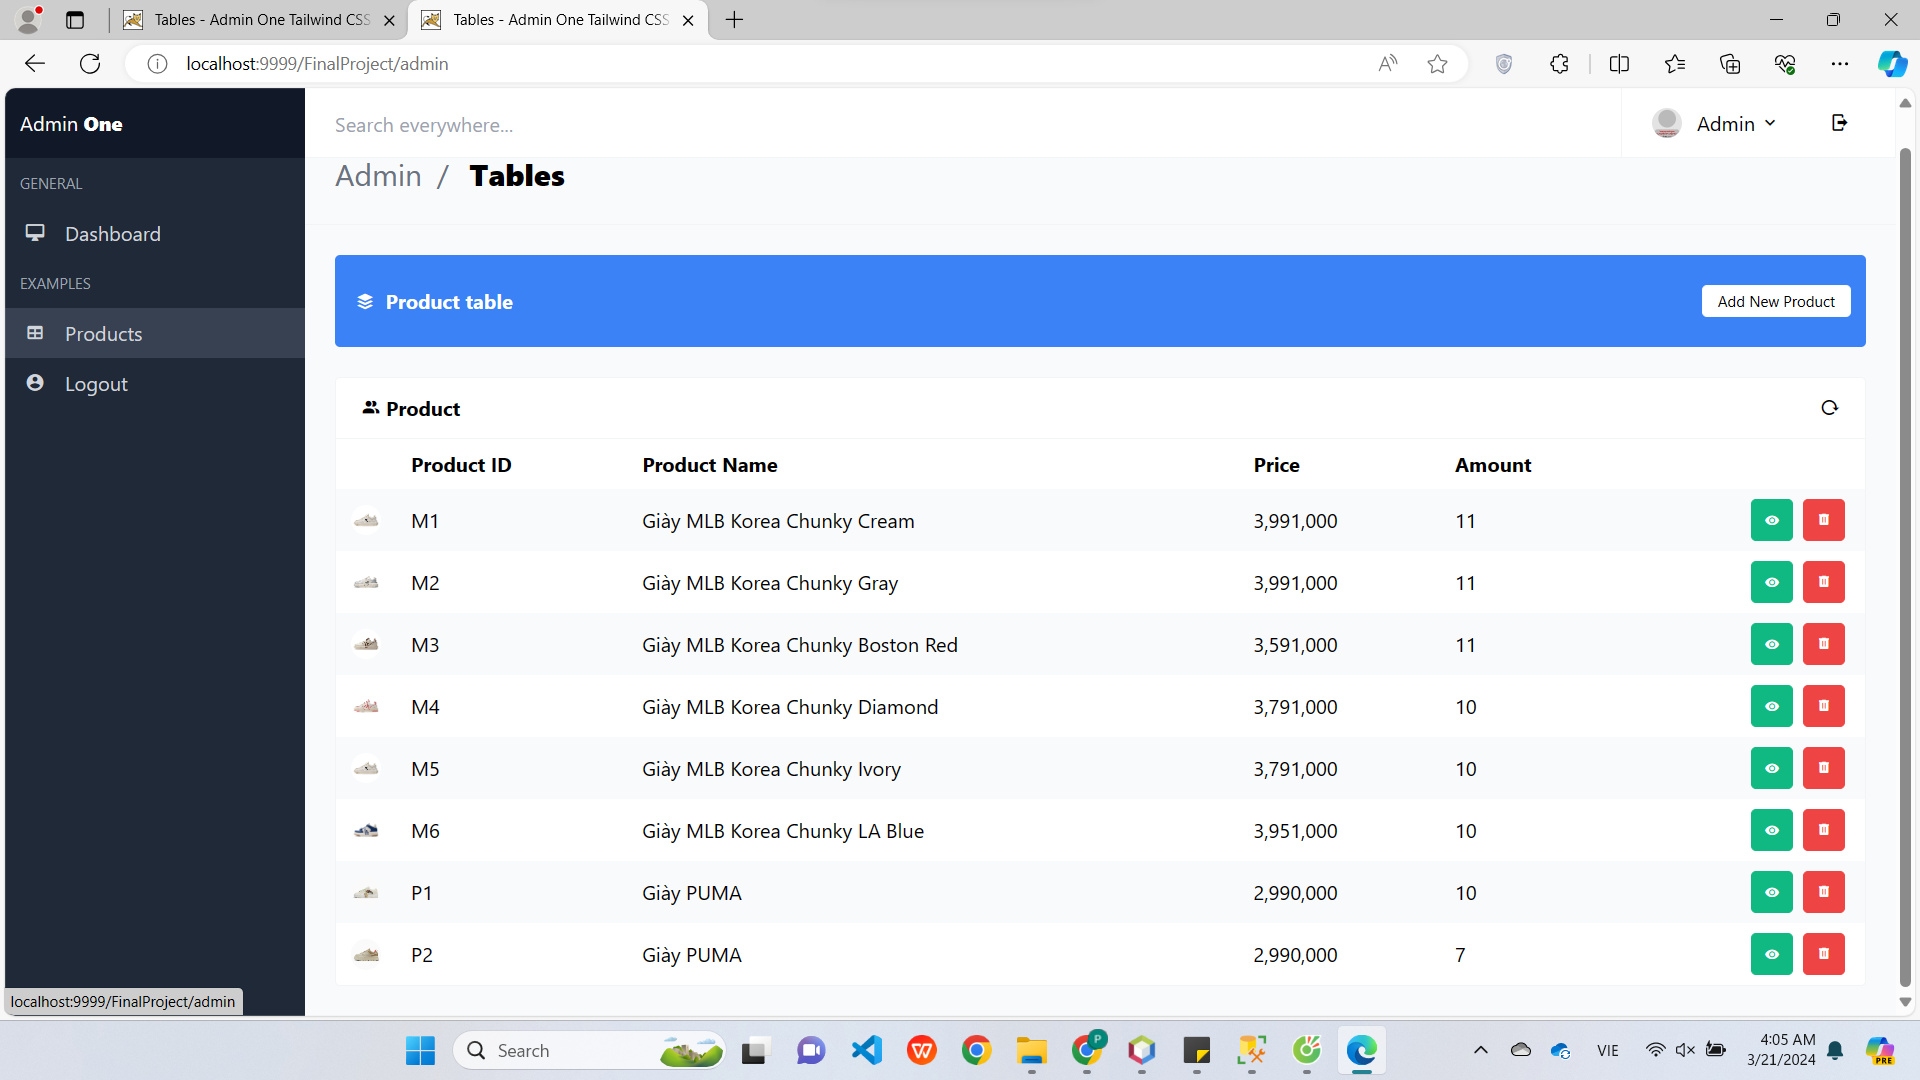 Tables - Admin One Tailwind CSS
Tables - Admin One Tailwind CSS
localhost:9999/FinalProject/admin
Admin One
Search everywhere...
Admin
GENERAL
Admin / Tables
Dashboard
EXAMPLES
Products
Logout
Product table
Add New Product
Product
Product ID Product Name Price Amount
M1 Giày MLB Korea Chunky Cream 3,991,000 11
M2 Giày MLB Korea Chunky Gray 3,991,000 11
M3 Giày MLB Korea Chunky Boston Red 3,591,000 11
M4 Giày MLB Korea Chunky Diamond 3,791,000 10
M5 Giày MLB Korea Chunky Ivory 3,791,000 10
M6 Giày MLB Korea Chunky LA Blue 3,951,000 10
P1 Giày PUMA 2,990,000 10
P2 Giày PUMA 2,990,000 7
localhost:9999/FinalProject/admin
Search
P
VIE
4:05 AM
3/21/2024
PRE